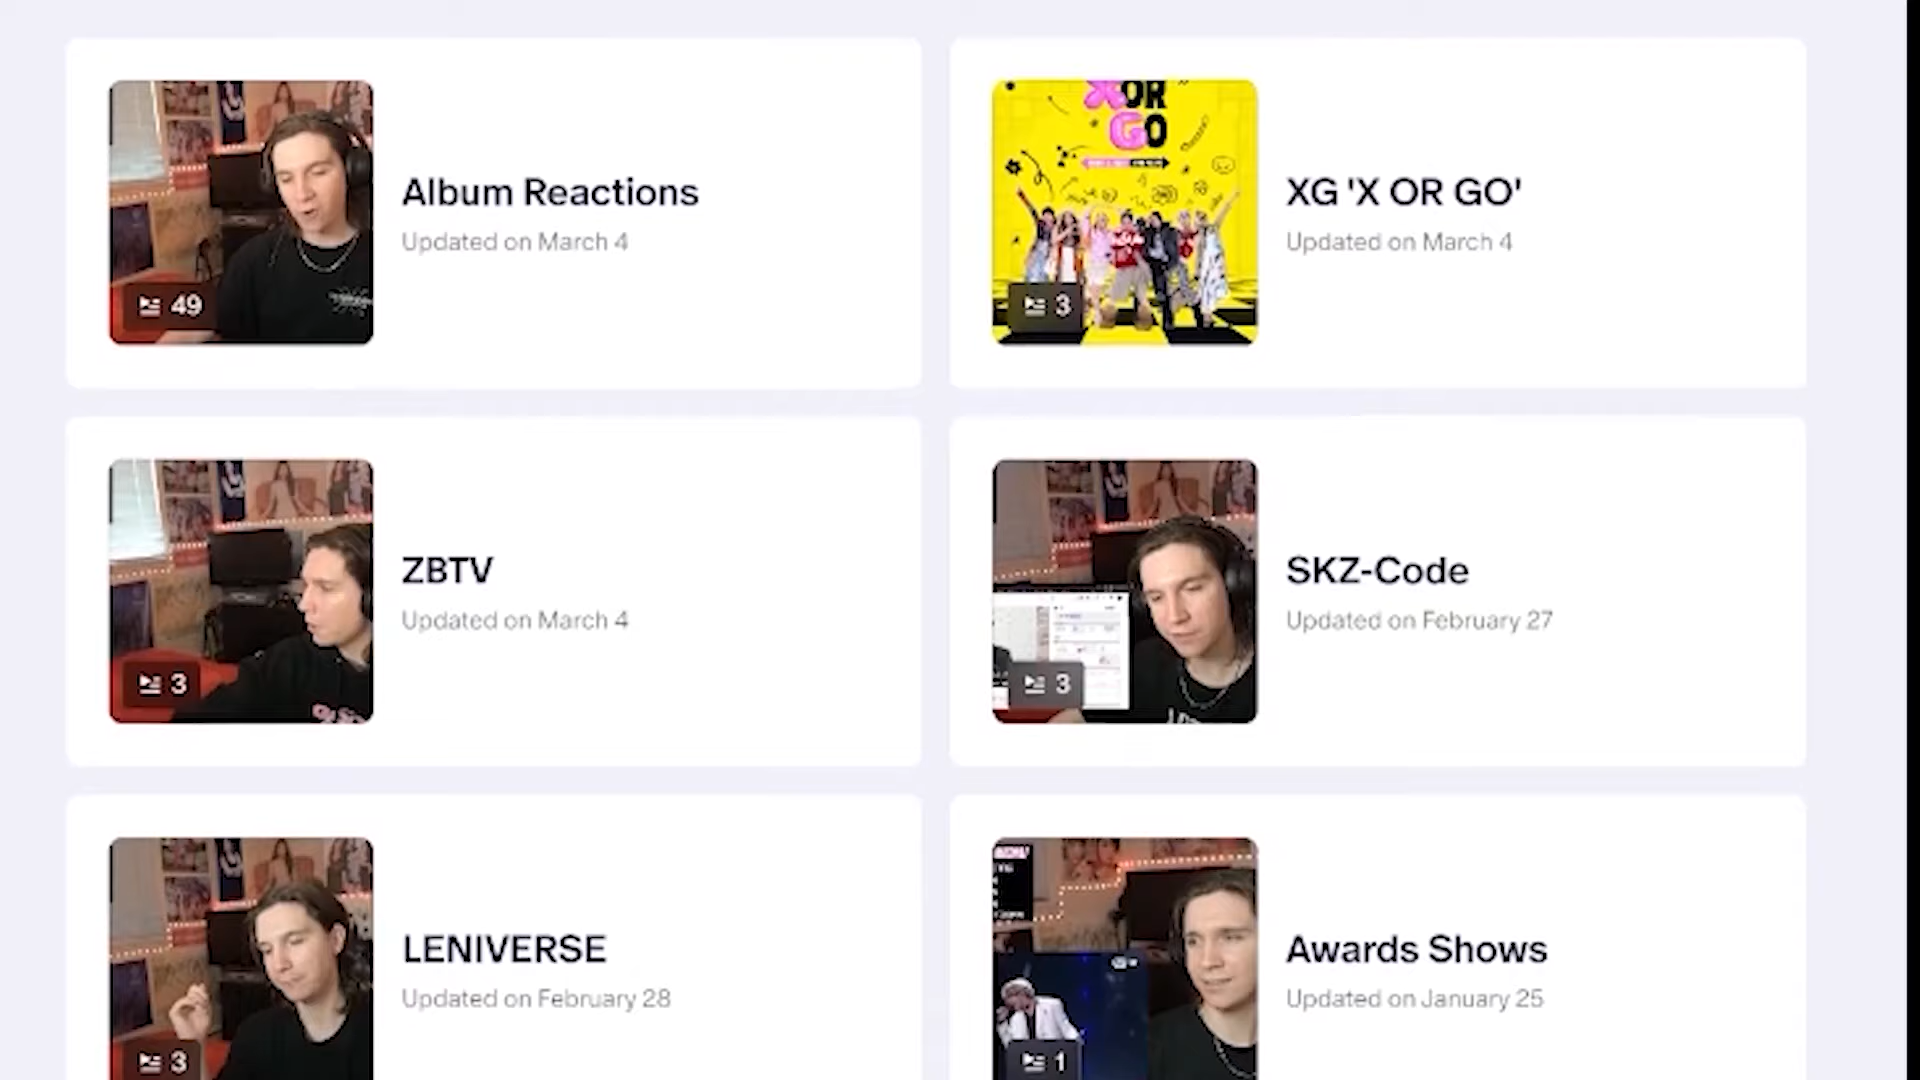 Album Reactions
Updated on March 4
49
XOR
GO
XG 'X OR GO'
Updated on March 4
3
ZBTV
Updated on March 4
3
SKZ-Code
Updated on February 27
3
LENIVERSE
Updated on February 28
3
Awards Shows
Updated on January 25
1